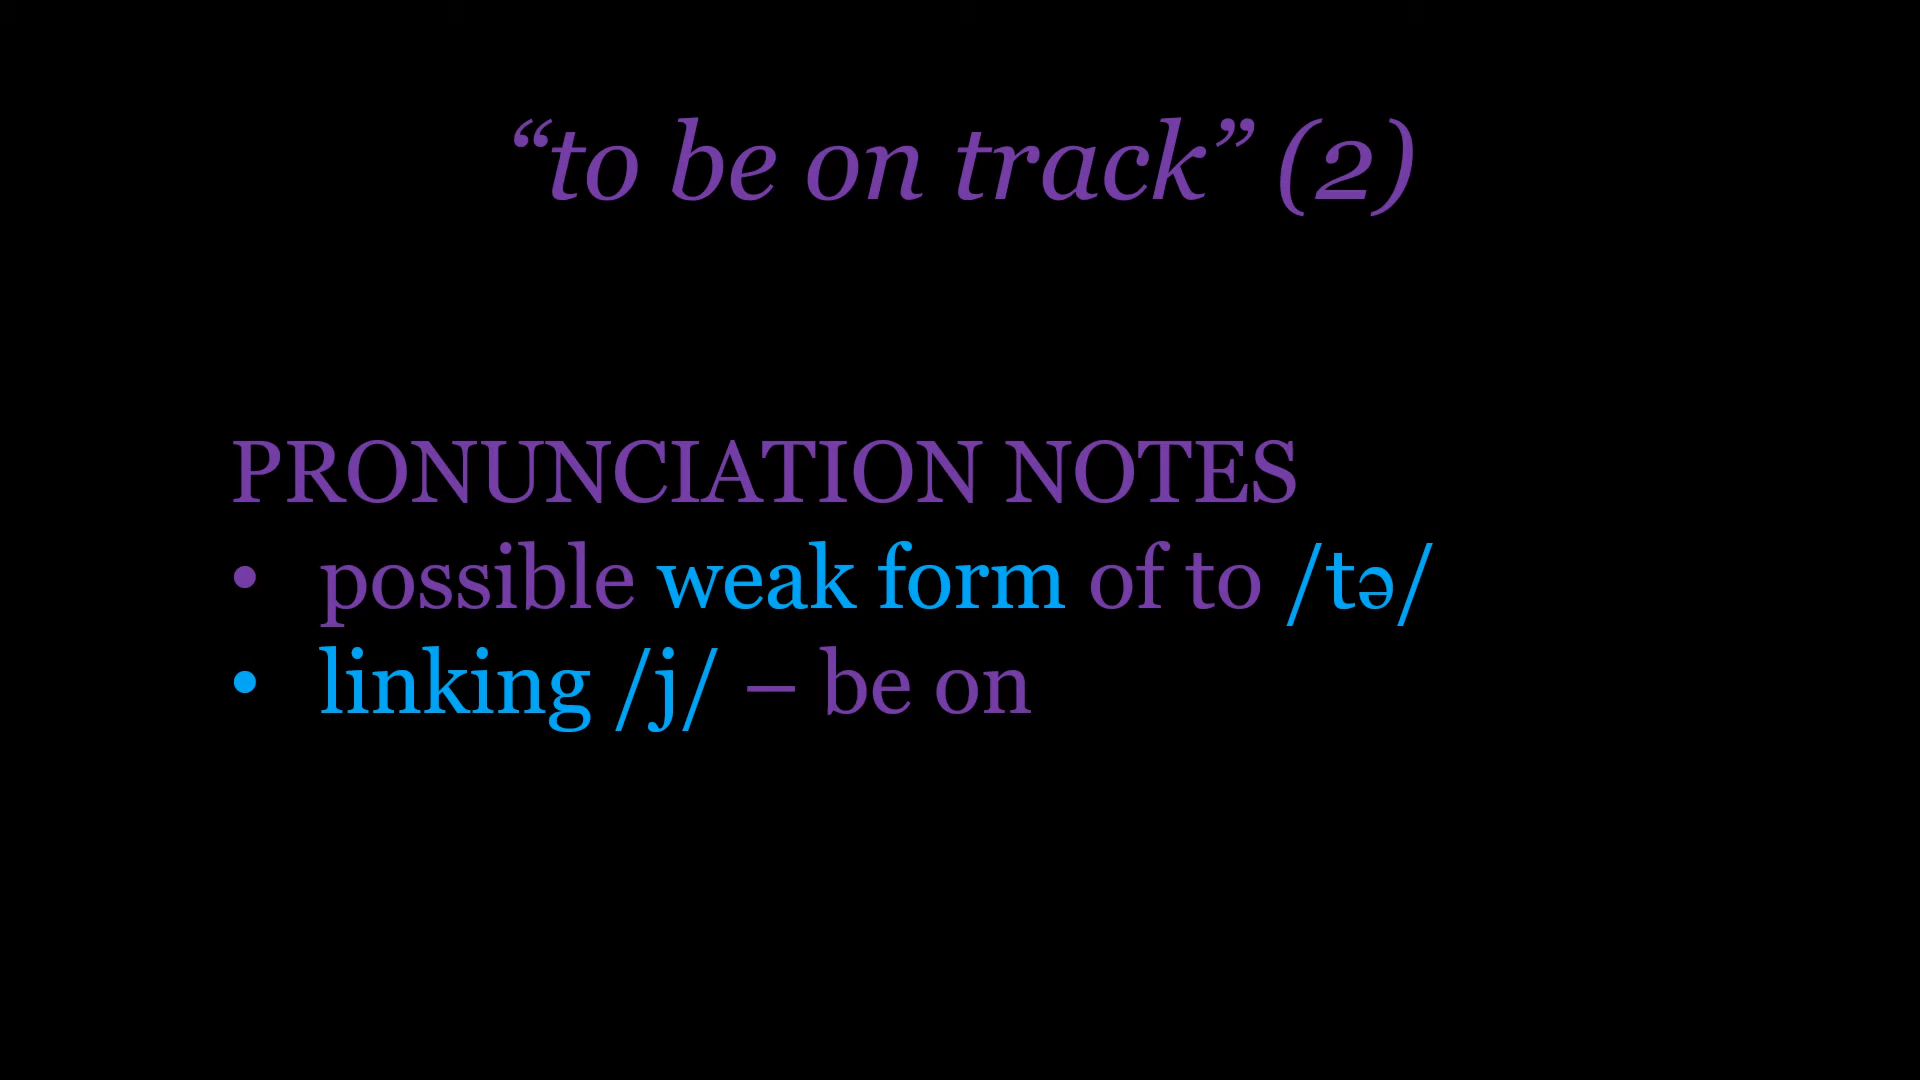 “to be on track” (2)
PRONUNCIATION NOTES
• possible weak form of to /tə/
• linking /j/ – be on